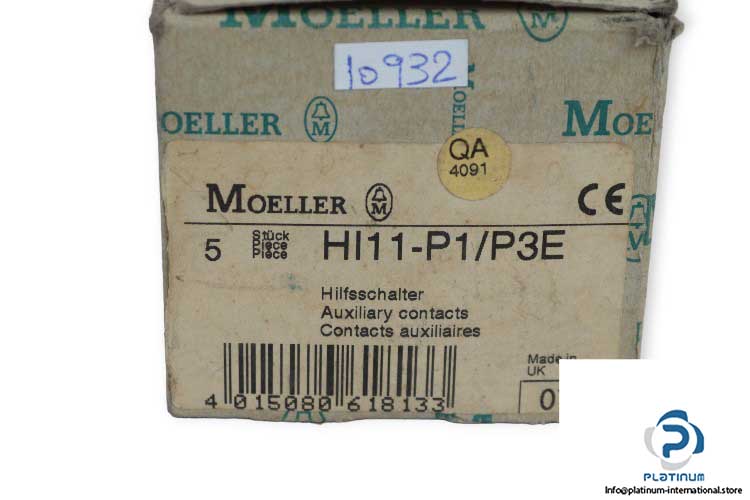 MOELLER M
10932
OELLER M
MOE
QA
4091
MOELLER M
CE
5 Stück
Piece
Pièce
HI11-P1/P3E
Hilfsschalter
Auxiliary contacts
Contacts auxiliaires
Made in
UK
4 015080 618133
0
PLATINUM
Info@platinum-international.store